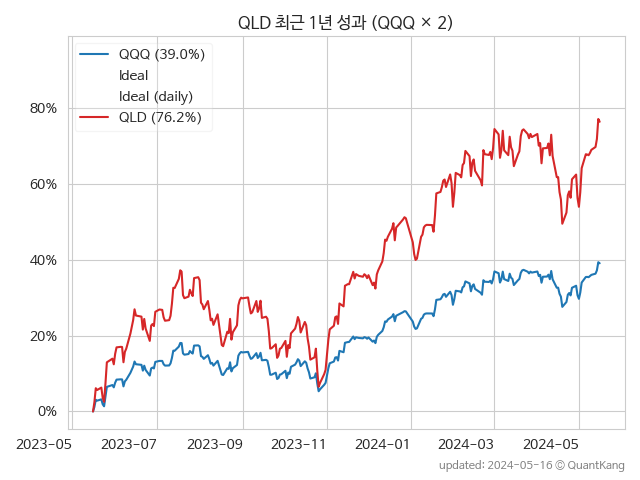 QLD 최근 1년 성과 (QQQ × 2)
QQQ (39.0%)
Ideal
Ideal (daily)
QLD (76.2%)
80%
60%
40%
20%
0%
2023−05 2023−07 2023−09 2023−11 2024−01 2024−03 2024−05
updated: 2024−05−16 © QuantKang